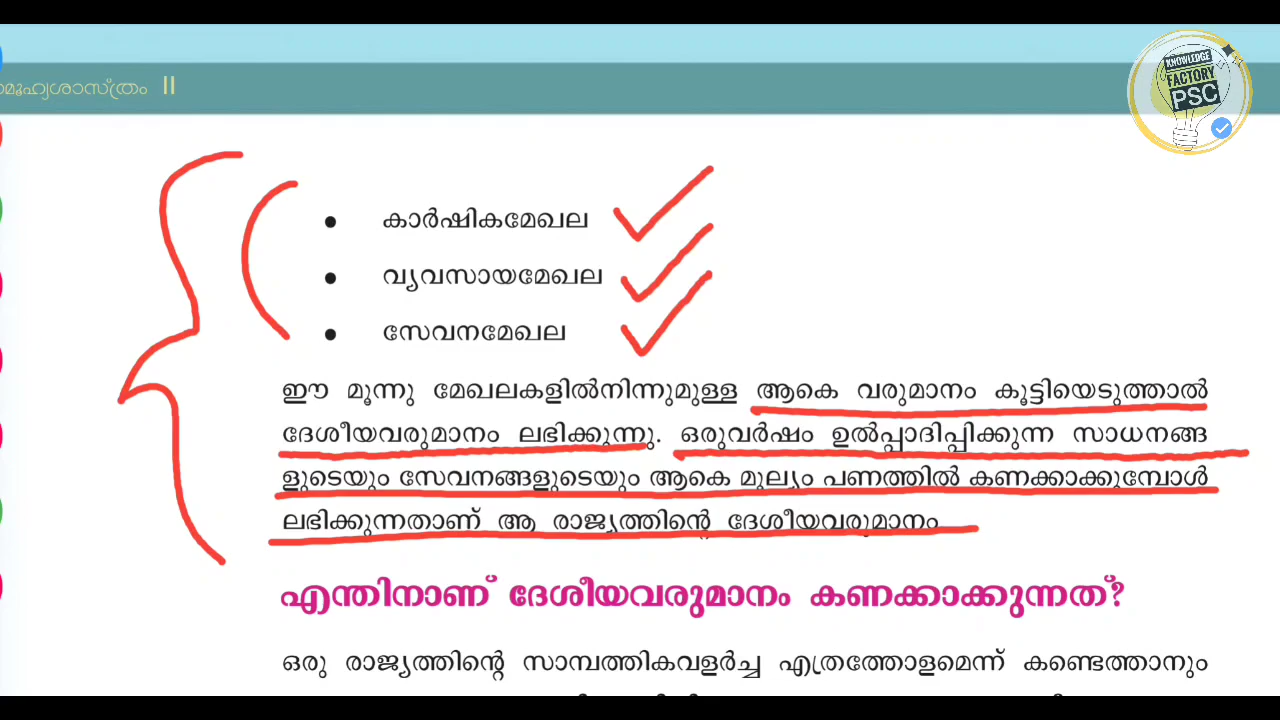 KNOWLEDGE
FACTORY
PSC
II
• കാർഷികമേഖല
• വ്യവസായമേഖല
• സേവനമേഖല
ഈ മൂന്നു മേഖലകളിൽനിന്നുമുള്ള ആകെ വരുമാനം കൂട്ടിയെടുത്താൽ
ദേശീയവരുമാനം ലഭിക്കുന്നു. ഒരുവർഷം ഉൽപ്പാദിപ്പിക്കുന്ന സാധനങ്ങ
ളുടെയും സേവനങ്ങളുടെയും ആകെ മൂല്യം പണത്തിൽ കണക്കാക്കുമ്പോൾ
ലഭിക്കുന്നതാണ് ആ രാജ്യത്തിന്റെ ദേശീയവരുമാനം
എന്തിനാണ് ദേശീയവരുമാനം കണക്കാക്കുന്നത്?
ഒരു രാജ്യത്തിന്റെ സാമ്പത്തികവളർച്ച എത്രത്തോളമെന്ന് കണ്ടെത്താനും